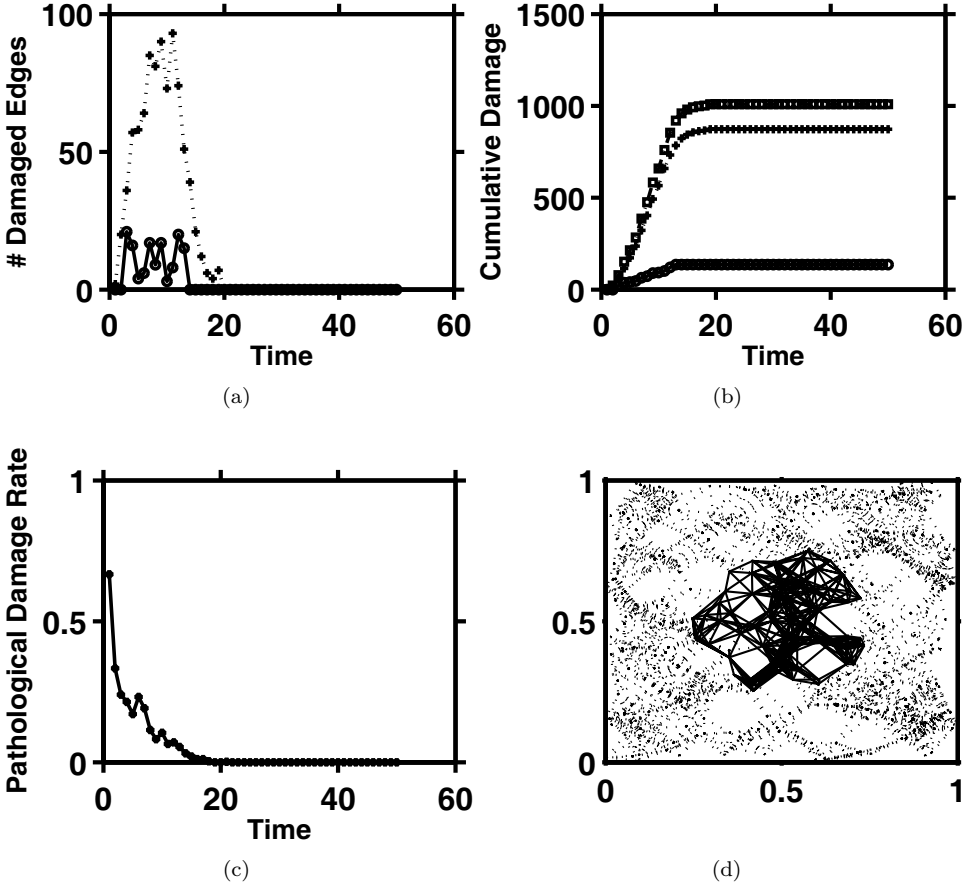 # Damaged Edges
100
50
0
0 20 40 60
Time
(a)
Cumulative Damage
1500
1000
500
0
0 20 40 60
Time
(b)
Pathological Damage Rate
1
0.5
0
0 20 40 60
Time
(c)
1
0.5
0
0 0.5 1
(d)